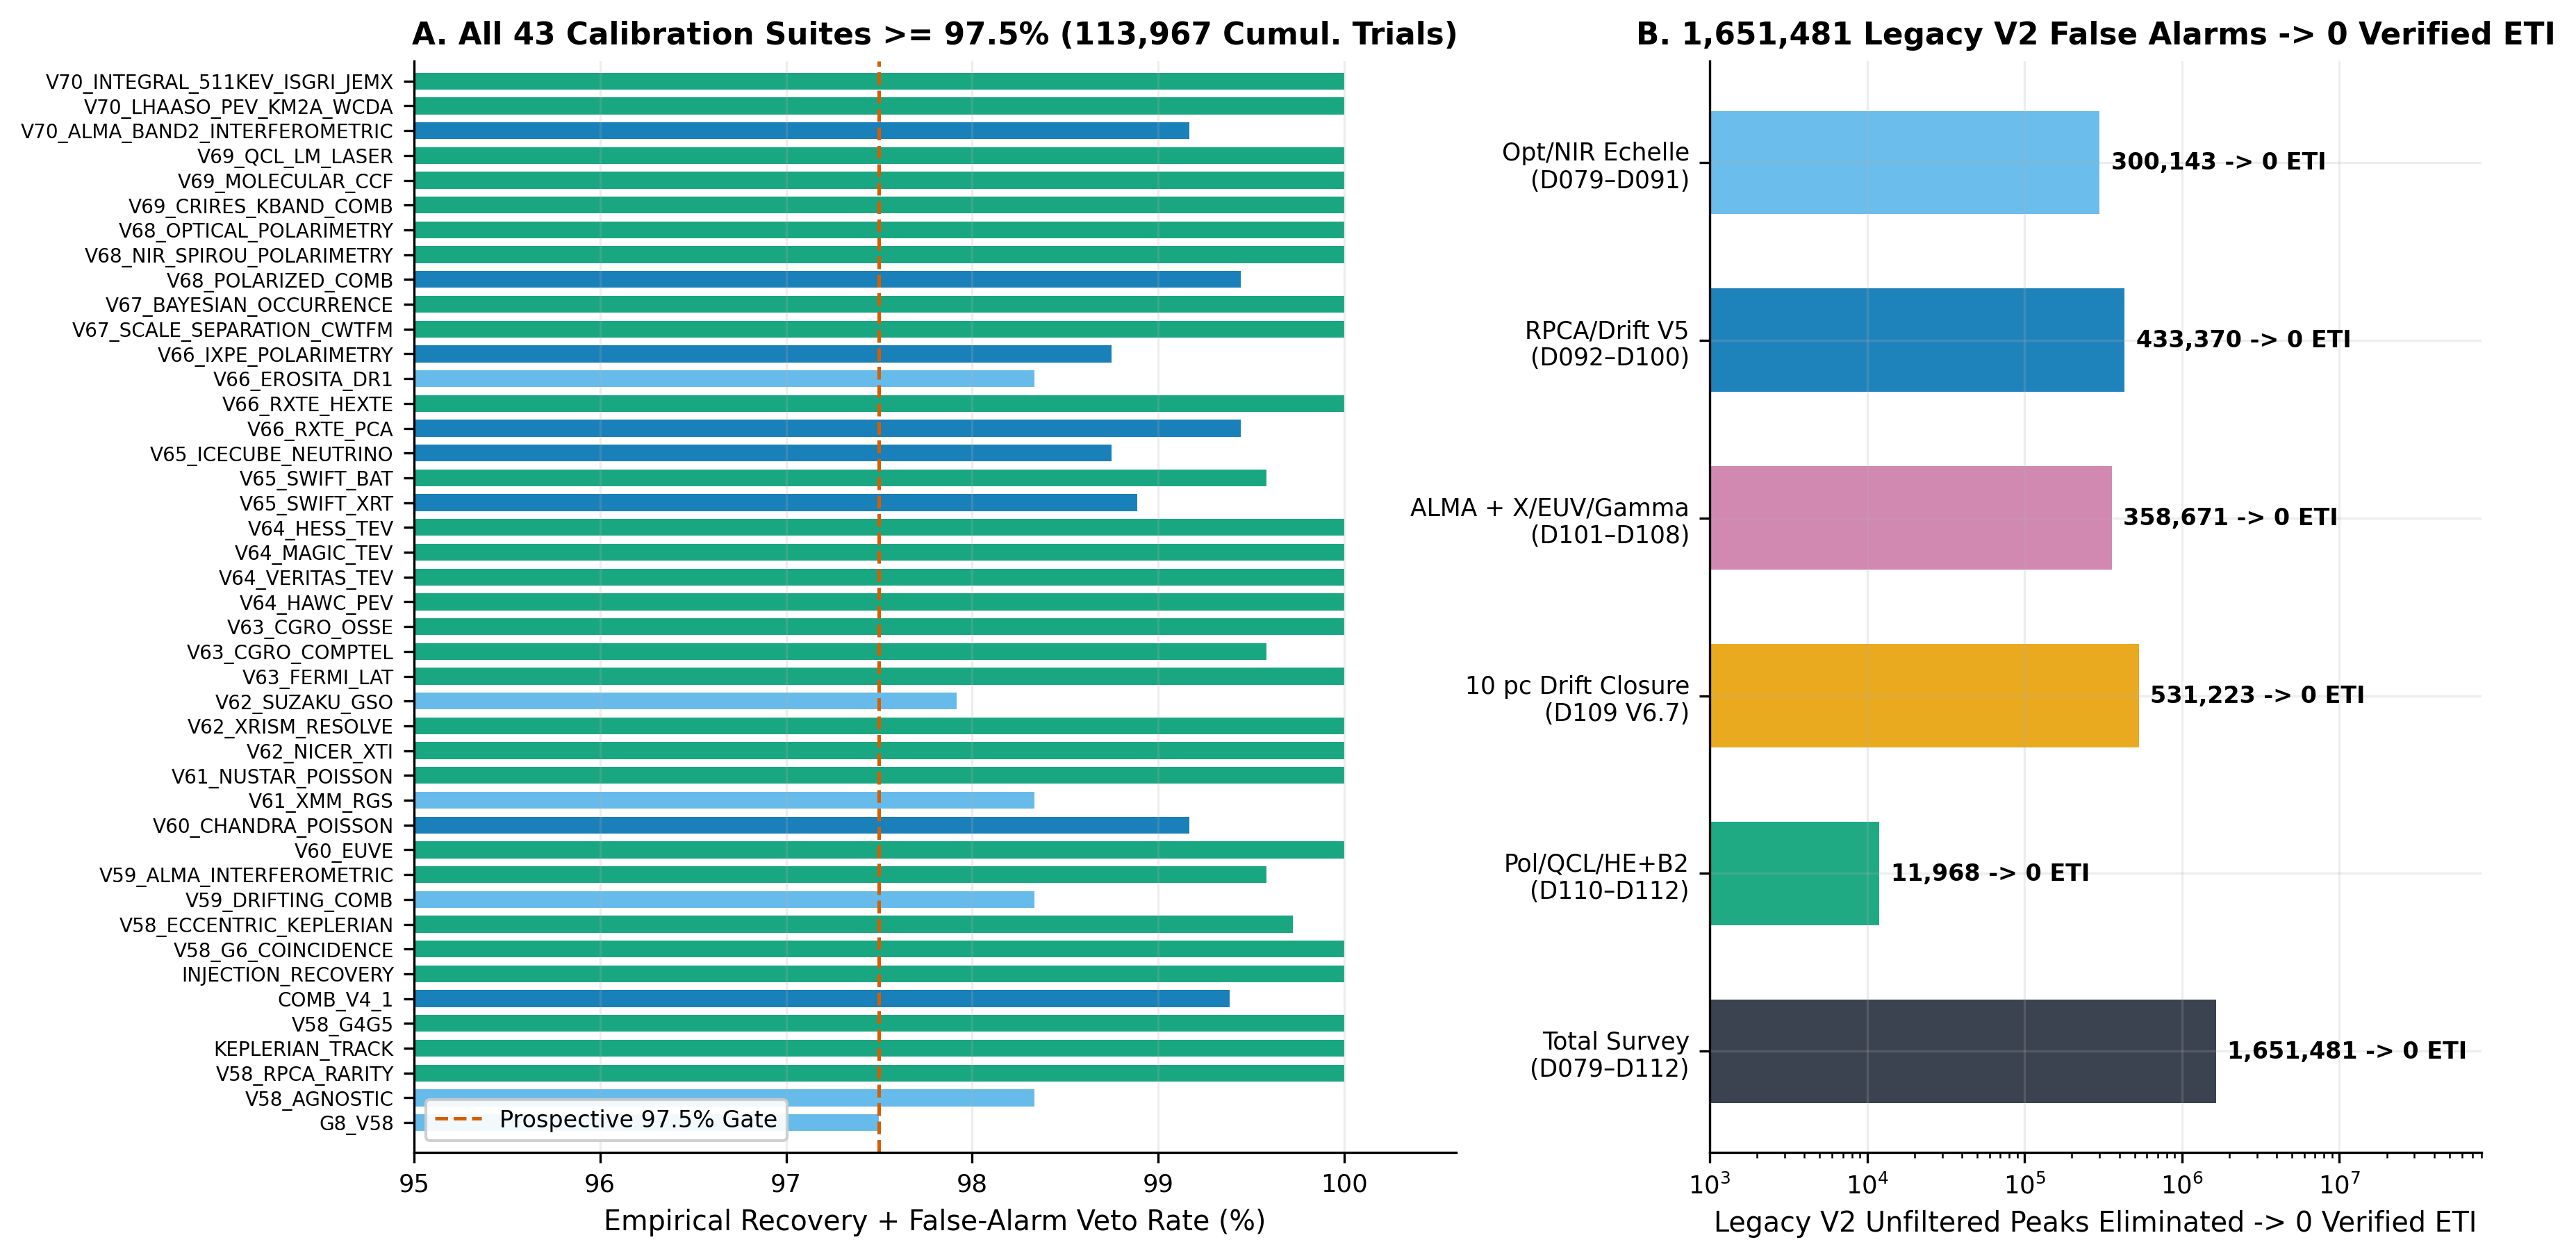 A. All 43 Calibration Suites >= 97.5% (113,967 Cumul. Trials)
V70_INTEGRAL_511KEV_ISGRI_JEMX
V70_LHAASO_PEV_KM2A_WCDA
V70_ALMA_BAND2_INTERFEROMETRIC
V69_QCL_LM_LASER
V69_MOLECULAR_CCF
V69_CRIRES_KBAND_COMB
V68_OPTICAL_POLARIMETRY
V68_NIR_SPIROU_POLARIMETRY
V68_POLARIZED_COMB
V67_BAYESIAN_OCCURRENCE
V67_SCALE_SEPARATION_CWTFM
V66_IXPE_POLARIMETRY
V66_EROSITA_DR1
V66_RXTE_HEXTE
V66_RXTE_PCA
V65_ICECUBE_NEUTRINO
V65_SWIFT_BAT
V65_SWIFT_XRT
V64_HESS_TEV
V64_MAGIC_TEV
V64_VERITAS_TEV
V64_HAWC_PEV
V63_CGRO_OSSE
V63_CGRO_COMPTEL
V63_FERMI_LAT
V62_SUZAKU_GSO
V62_XRISM_RESOLVE
V62_NICER_XTI
V61_NUSTAR_POISSON
V61_XMM_RGS
V60_CHANDRA_POISSON
V60_EUVE
V59_ALMA_INTERFEROMETRIC
V59_DRIFTING_COMB
V58_ECCENTRIC_KEPLERIAN
V58_G6_COINCIDENCE
INJECTION_RECOVERY
COMB_V4_1
V58_G4G5
KEPLERIAN_TRACK
V58_RPCA_RARITY
V58_AGNOSTIC
G8_V58
Prospective 97.5% Gate
95 96 97 98 99 100
Empirical Recovery + False-Alarm Veto Rate (%)
B. 1,651,481 Legacy V2 False Alarms -> 0 Verified ETI
Opt/NIR Echelle
(D079–D091)
300,143 -> 0 ETI
RPCA/Drift V5
(D092–D100)
433,370 -> 0 ETI
ALMA + X/EUV/Gamma
(D101–D108)
358,671 -> 0 ETI
10 pc Drift Closure
(D109 V6.7)
531,223 -> 0 ETI
Pol/QCL/HE+B2
(D110–D112)
11,968 -> 0 ETI
Total Survey
(D079–D112)
1,651,481 -> 0 ETI
10³ 10⁴ 10⁵ 10⁶ 10⁷
Legacy V2 Unfiltered Peaks Eliminated -> 0 Verified ETI